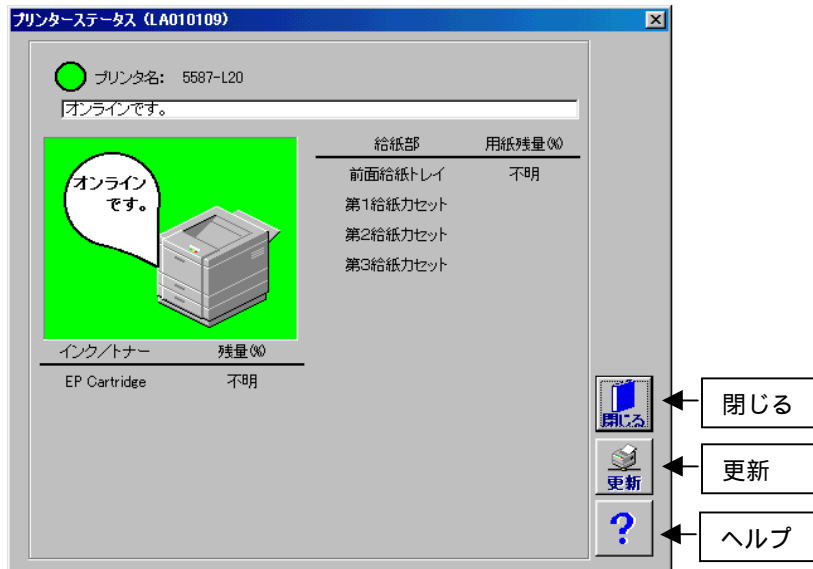 プリンターステータス (LA010109)
プリンタ名: 5587-L20
オンラインです。
オンライン
です。
給紙部 用紙残量(%)
前面給紙トレイ 不明
第1給紙カセット
第2給紙カセット
第3給紙カセット
インク/トナー 残量(%)
EP Cartridge 不明
閉じる 閉じる
更新 更新
? ヘルプ